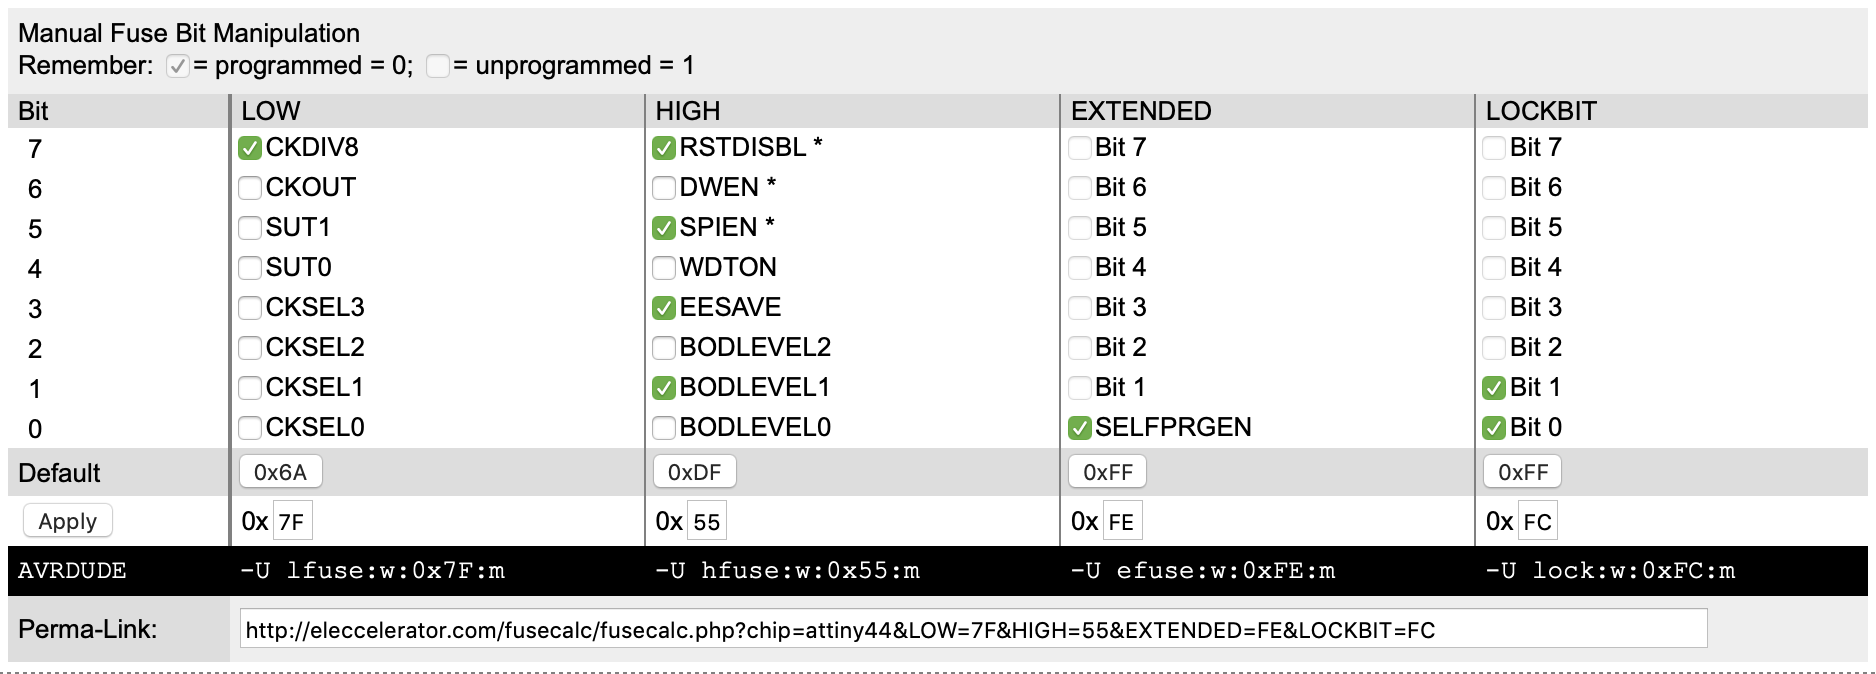 Manual Fuse Bit Manipulation
Remember: = programmed = 0; = unprogrammed = 1
Bit LOW HIGH EXTENDED LOCKBIT
7 CKDIV8 RSTDISBL * Bit 7 Bit 7
6 CKOUT DWEN * Bit 6 Bit 6
5 SUT1 SPIEN * Bit 5 Bit 5
4 SUT0 WDTON Bit 4 Bit 4
3 CKSEL3 EESAVE Bit 3 Bit 3
2 CKSEL2 BODLEVEL2 Bit 2 Bit 2
1 CKSEL1 BODLEVEL1 Bit 1 Bit 1
0 CKSEL0 BODLEVEL0 SELFPRGEN Bit 0
Default 0x6A 0xDF 0xFF 0xFF
Apply 0x 7F 0x 55 0x FE 0x FC
AVRDUDE -U lfuse:w:0x7F:m -U hfuse:w:0x55:m -U efuse:w:0xFE:m -U lock:w:0xFC:m
Perma-Link: http://eleccelerator.com/fusecalc/fusecalc.php?chip=attiny44&LOW=7F&HIGH=55&EXTENDED=FE&LOCKBIT=FC